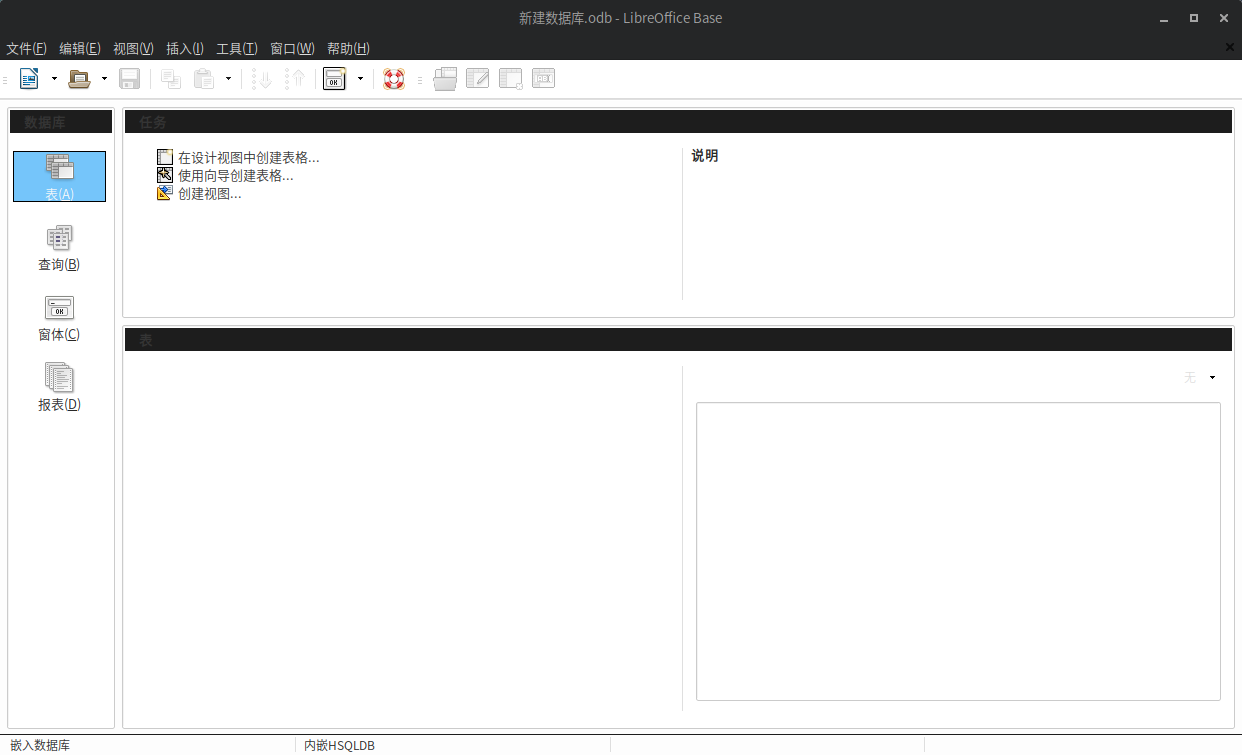 新建数据库.odb - LibreOffice Base
文件(F) 编辑(E) 视图(V) 插入(I) 工具(T) 窗口(W) 帮助(H)
数据库
任务
表(A)
查询(B)
窗体(C)
报表(D)
在设计视图中创建表格...
使用向导创建表格...
创建视图...
说明
表
无
嵌入数据库 内嵌HSQLDB